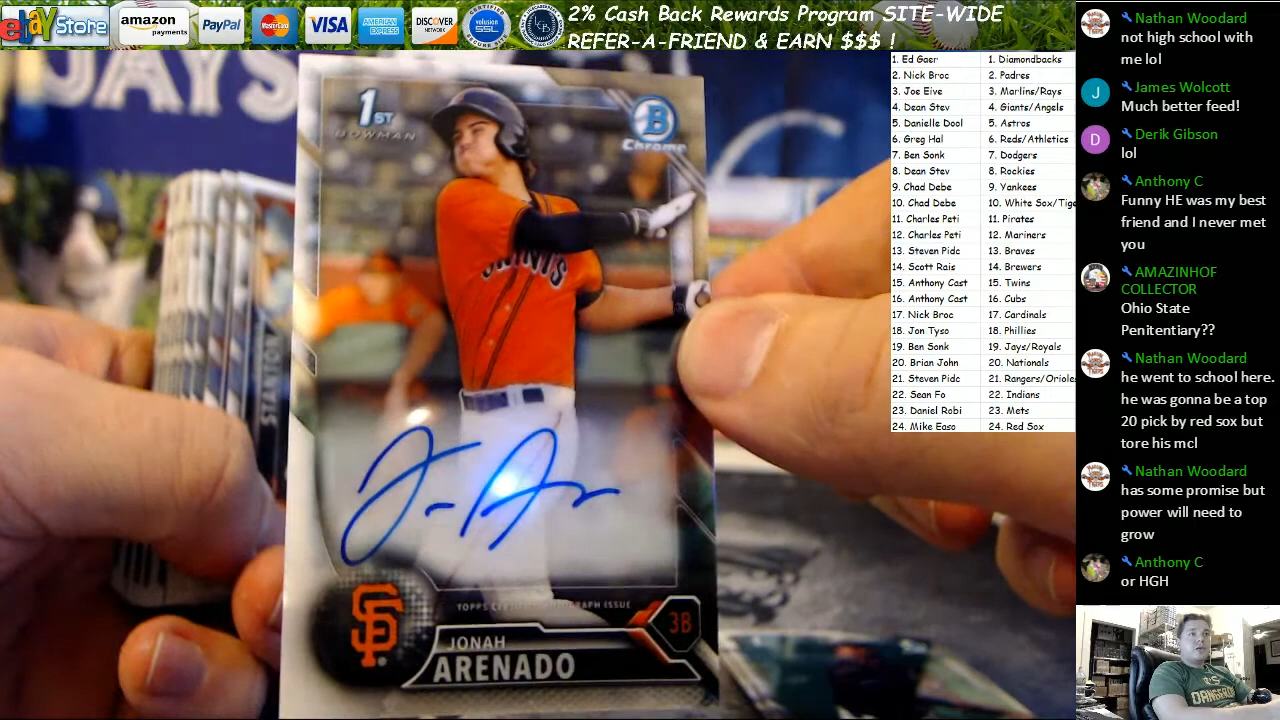 ebay Store
amazon
payments
PayPal
MasterCard
VISA
AMERICAN
EXPRESS
DISCOVER
NETWORK
volusion
SSL
2% Cash Back Rewards Program SITE-WIDE
REFER-A-FRIEND & EARN $$$ !
1. Ed Gaer 1. Diamondbacks
2. Nick Broc 2. Padres
3. Joe Eive 3. Marlins/Rays
4. Dean Stev 4. Giants/Angels
5. Danielle Dool 5. Astros
6. Greg Hal 6. Reds/Athletics
7. Ben Sonk 7. Dodgers
8. Dean Stev 8. Rockies
9. Chad Debe 9. Yankees
10. Chad Debe 10. White Sox/Tige
11. Charles Peti 11. Pirates
12. Charles Peti 12. Mariners
13. Steven Pidc 13. Braves
14. Scott Rais 14. Brewers
15. Anthony Cast 15. Twins
16. Anthony Cast 16. Cubs
17. Nick Broc 17. Cardinals
18. Jon Tyso 18. Phillies
19. Ben Sonk 19. Jays/Royals
20. Brian John 20. Nationals
21. Steven Pidc 21. Rangers/Oriole
22. Sean Fo 22. Indians
23. Daniel Robi 23. Mets
24. Mike Easo 24. Red Sox
1ST
BOWMAN
B
Chrome
GIANTS
STANTON
TOPPS CERTIFIED AUTOGRAPH ISSUE
SF
3B
JONAH
ARENADO
Nathan Woodard
not high school with
me lol
J
James Wolcott
Much better feed!
D
Derik Gibson
lol
Anthony C
Funny HE was my best
friend and I never met
you
AMAZINHOF
COLLECTOR
Ohio State
Penitentiary??
Nathan Woodard
he went to school here.
he was gonna be a top
20 pick by red sox but
tore his mcl
Nathan Woodard
has some promise but
power will need to
grow
Anthony C
or HGH